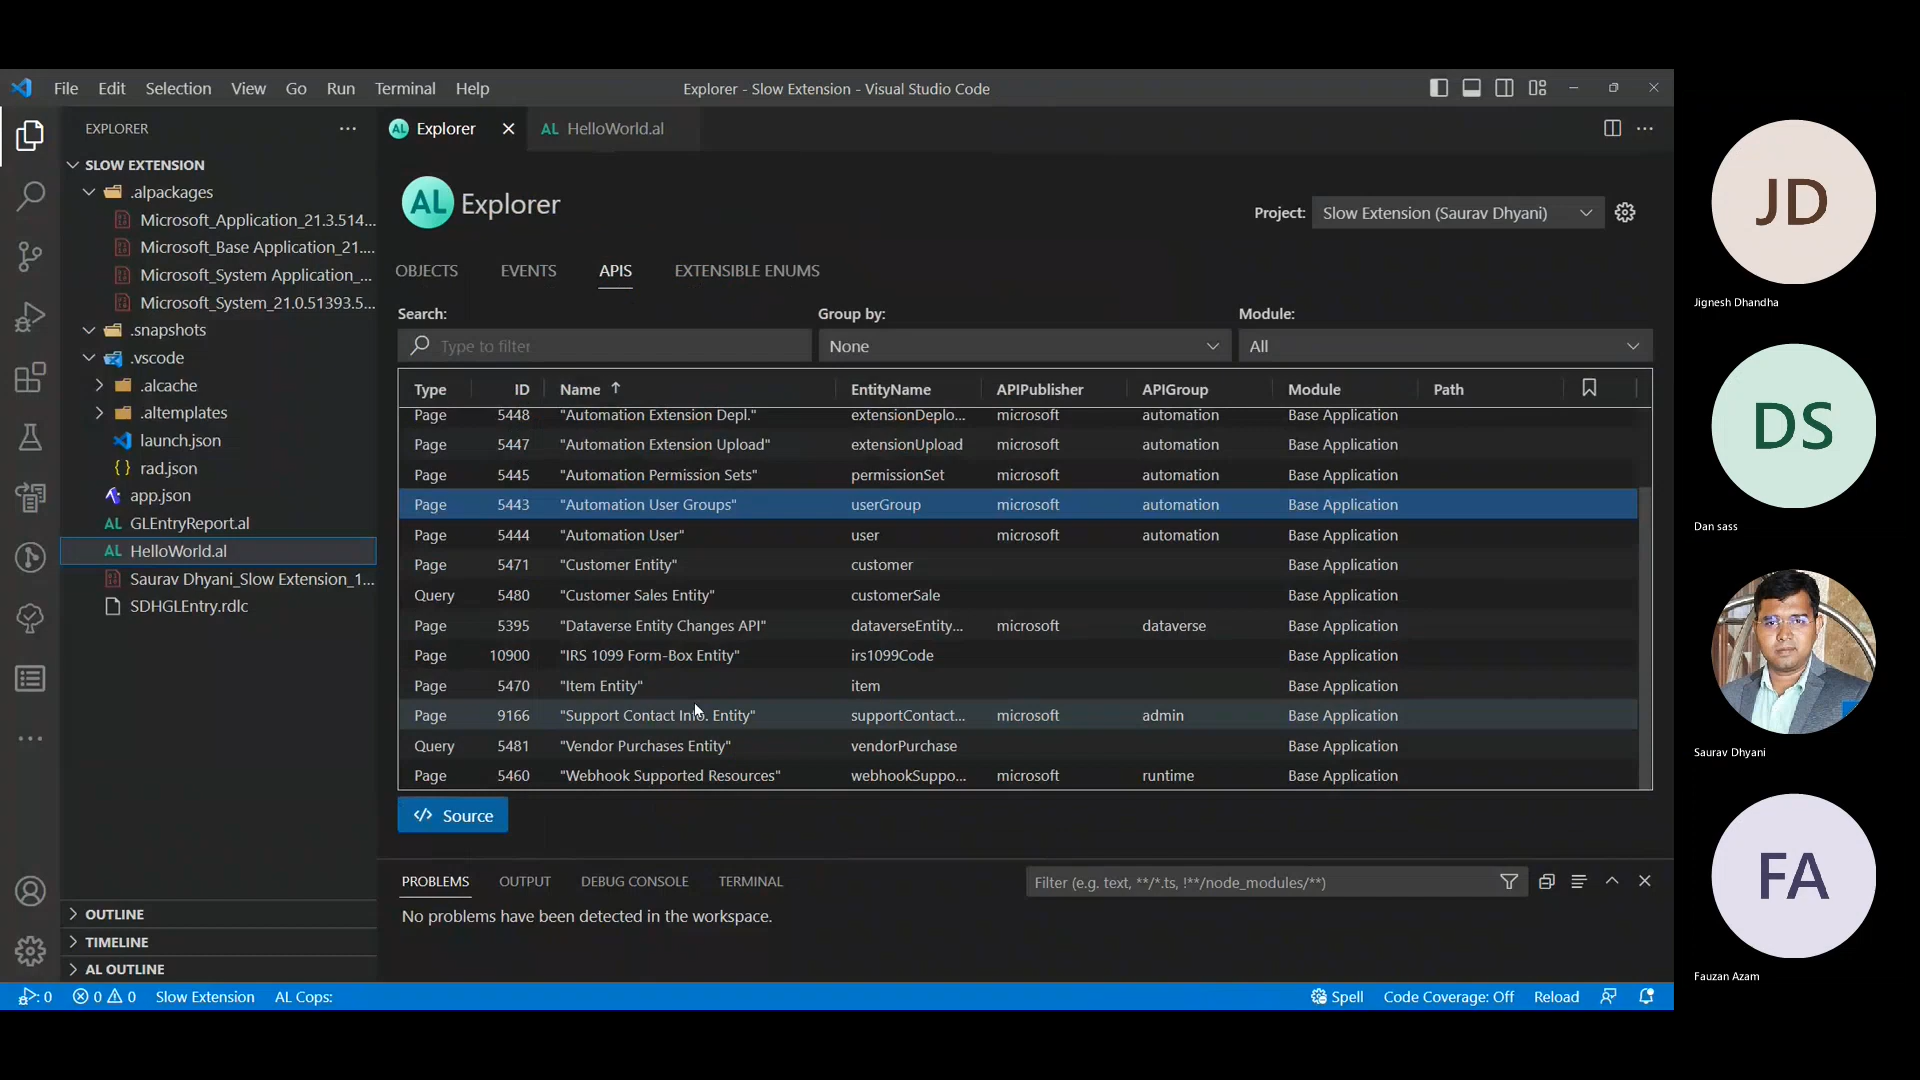 File Edit Selection View Go Run Terminal Help
Explorer - Slow Extension - Visual Studio Code
EXPLORER
SLOW EXTENSION
.alpackages
Microsoft_Application_21.3.514...
Microsoft_Base Application_21....
Microsoft_System Application_...
Microsoft_System_21.0.51393.5...
.snapshots
.vscode
.alcache
.altemplates
launch.json
rad.json
app.json
AL GLEntryReport.al
AL HelloWorld.al
Saurav Dhyani_Slow Extension_1...
SDHGLEntry.rdlc
OUTLINE
TIMELINE
AL OUTLINE
AL Explorer
AL HelloWorld.al
AL Explorer
Project: Slow Extension (Saurav Dhyani)
OBJECTS EVENTS APIS EXTENSIBLE ENUMS
Search: Group by: Module:
Type to filter None All
Type ID Name EntityName APIPublisher APIGroup Module Path
Page 5448 "Automation Extension Depl." extensionDeplo... microsoft automation Base Application
Page 5447 "Automation Extension Upload" extensionUpload microsoft automation Base Application
Page 5445 "Automation Permission Sets" permissionSet microsoft automation Base Application
Page 5443 "Automation User Groups" userGroup microsoft automation Base Application
Page 5444 "Automation User" user microsoft automation Base Application
Page 5471 "Customer Entity" customer Base Application
Query 5480 "Customer Sales Entity" customerSale Base Application
Page 5395 "Dataverse Entity Changes API" dataverseEntity... microsoft dataverse Base Application
Page 10900 "IRS 1099 Form-Box Entity" irs1099Code Base Application
Page 5470 "Item Entity" item Base Application
Page 9166 "Support Contact Info. Entity" supportContact... microsoft admin Base Application
Query 5481 "Vendor Purchases Entity" vendorPurchase Base Application
Page 5460 "Webhook Supported Resources" webhookSuppo... microsoft runtime Base Application
Source
PROBLEMS OUTPUT DEBUG CONSOLE TERMINAL
Filter (e.g. text, **/*.ts, !**/node_modules/**)
No problems have been detected in the workspace.
: 0 0 0 Slow Extension AL Cops: Spell Code Coverage: Off Reload
JD
Jignesh Dhandha
DS
Dan sass
Saurav Dhyani
FA
Fauzan Azam